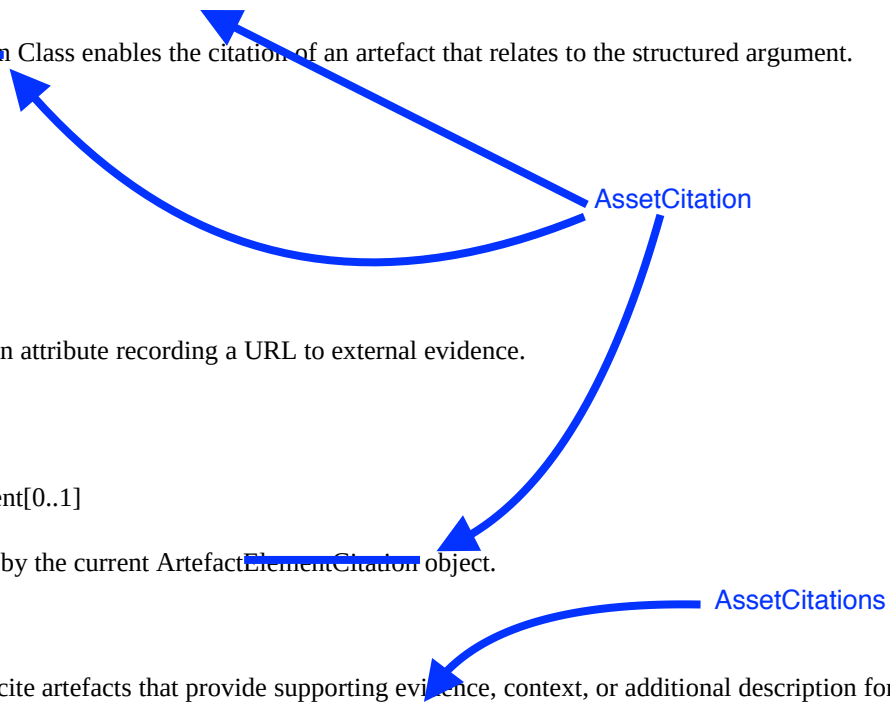 n Class enables the citation of an artefact that relates to the structured argument.
AssetCitation
n attribute recording a URL to external evidence.
ent[0..1]
by the current ArtefactElementCitation object.
AssetCitations
cite artefacts that provide supporting evidence, context, or additional description for